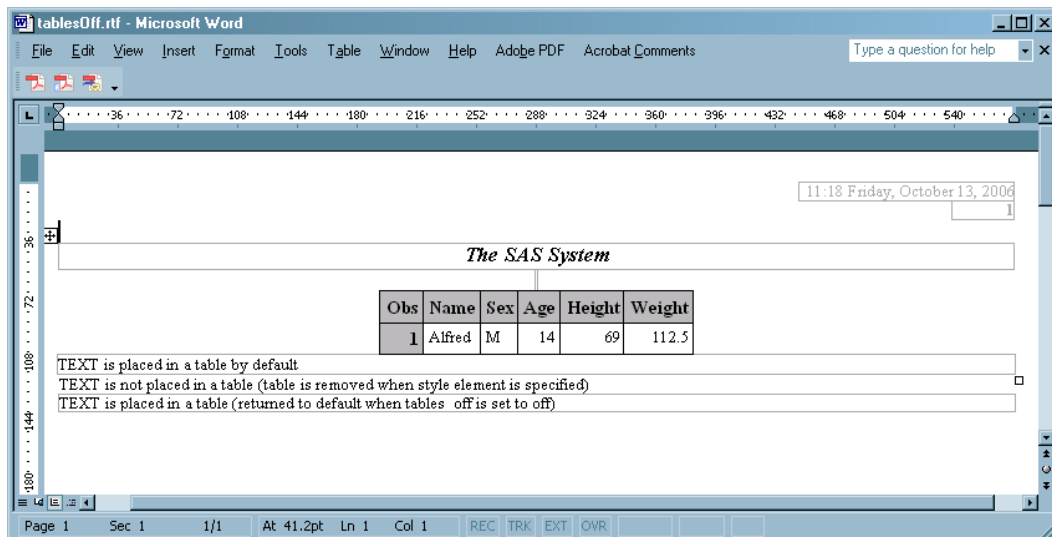 tablesOff.rtf - Microsoft Word
File Edit View Insert Format Tools Table Window Help Adobe PDF Acrobat Comments Type a question for help
L 36 72 108 144 180 216 252 288 324 360 396 432 468 504 540
11:18 Friday, October 13, 2006
1
36
The SAS System
72
Obs Name Sex Age Height Weight
1 Alfred M 14 69 112.5
108
TEXT is placed in a table by default
TEXT is not placed in a table (table is removed when style element is specified)
TEXT is placed in a table (returned to default when tables off is set to off)
144
180
Page 1 Sec 1 1/1 At 41.2pt Ln 1 Col 1 REC TRK EXT OVR